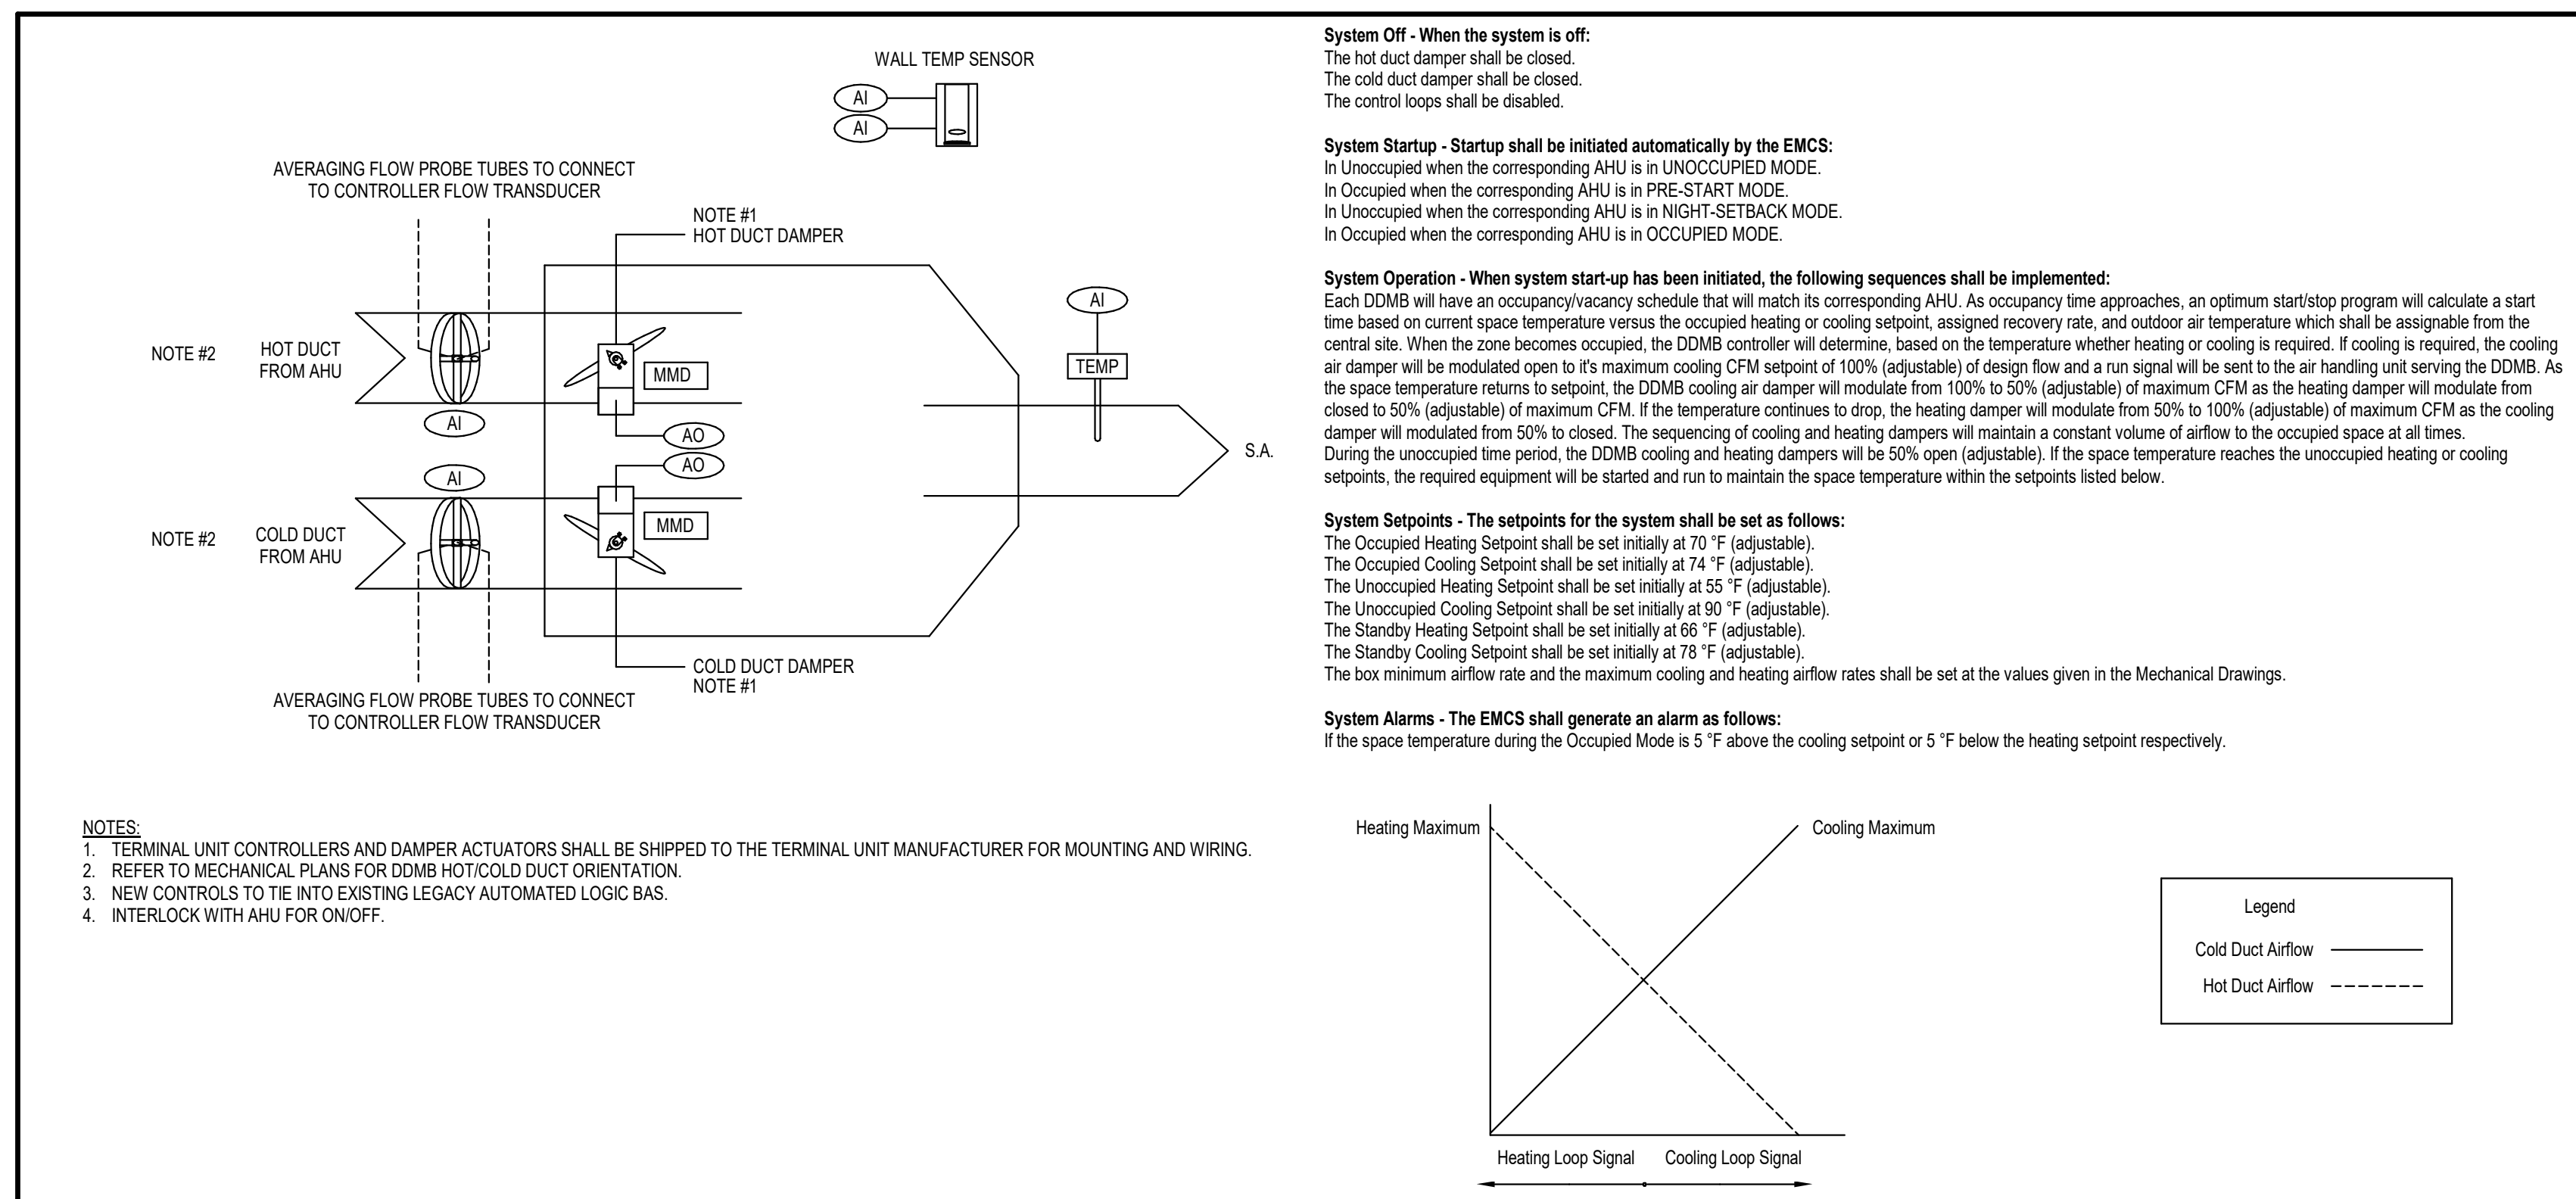 WALL TEMP SENSOR
AI
AI
AVERAGING FLOW PROBE TUBES TO CONNECT
TO CONTROLLER FLOW TRANSDUCER
NOTE #1
HOT DUCT DAMPER
AI
TEMP
NOTE #2
HOT DUCT
FROM AHU
MMD
AI
AO
AO
S.A.
AI
NOTE #2
COLD DUCT
FROM AHU
MMD
COLD DUCT DAMPER
NOTE #1
AVERAGING FLOW PROBE TUBES TO CONNECT
TO CONTROLLER FLOW TRANSDUCER
NOTES:
1. TERMINAL UNIT CONTROLLERS AND DAMPER ACTUATORS SHALL BE SHIPPED TO THE TERMINAL UNIT MANUFACTURER FOR MOUNTING AND WIRING.
2. REFER TO MECHANICAL PLANS FOR DDMB HOT/COLD DUCT ORIENTATION.
3. NEW CONTROLS TO TIE INTO EXISTING LEGACY AUTOMATED LOGIC BAS.
4. INTERLOCK WITH AHU FOR ON/OFF.
System Off - When the system is off:
The hot duct damper shall be closed.
The cold duct damper shall be closed.
The control loops shall be disabled.
System Startup - Startup shall be initiated automatically by the EMCS:
In Unoccupied when the corresponding AHU is in UNOCCUPIED MODE.
In Occupied when the corresponding AHU is in PRE-START MODE.
In Unoccupied when the corresponding AHU is in NIGHT-SETBACK MODE.
In Occupied when the corresponding AHU is in OCCUPIED MODE.
System Operation - When system start-up has been initiated, the following sequences shall be implemented:
Each DDMB will have an occupancy/vacancy schedule that will match its corresponding AHU. As occupancy time approaches, an optimum start/stop program will calculate a start
time based on current space temperature versus the occupied heating or cooling setpoint, assigned recovery rate, and outdoor air temperature which shall be assignable from the
central site. When the zone becomes occupied, the DDMB controller will determine, based on the temperature whether heating or cooling is required. If cooling is required, the cooling
air damper will be modulated open to it's maximum cooling CFM setpoint of 100% (adjustable) of design flow and a run signal will be sent to the air handling unit serving the DDMB. As
the space temperature returns to setpoint, the DDMB cooling air damper will modulate from 100% to 50% (adjustable) of maximum CFM as the heating damper will modulate from
closed to 50% (adjustable) of maximum CFM. If the temperature continues to drop, the heating damper will modulate from 50% to 100% (adjustable) of maximum CFM as the cooling
damper will modulated from 50% to closed. The sequencing of cooling and heating dampers will maintain a constant volume of airflow to the occupied space at all times.
During the unoccupied time period, the DDMB cooling and heating dampers will be 50% open (adjustable). If the space temperature reaches the unoccupied heating or cooling
setpoints, the required equipment will be started and run to maintain the space temperature within the setpoints listed below.
System Setpoints - The setpoints for the system shall be set as follows:
The Occupied Heating Setpoint shall be set initially at 70 °F (adjustable).
The Occupied Cooling Setpoint shall be set initially at 74 °F (adjustable).
The Unoccupied Heating Setpoint shall be set initially at 55 °F (adjustable).
The Unoccupied Cooling Setpoint shall be set initially at 90 °F (adjustable).
The Standby Heating Setpoint shall be set initially at 66 °F (adjustable).
The Standby Cooling Setpoint shall be set initially at 78 °F (adjustable).
The box minimum airflow rate and the maximum cooling and heating airflow rates shall be set at the values given in the Mechanical Drawings.
System Alarms - The EMCS shall generate an alarm as follows:
If the space temperature during the Occupied Mode is 5 °F above the cooling setpoint or 5 °F below the heating setpoint respectively.
Heating Maximum
Cooling Maximum
Heating Loop Signal
Cooling Loop Signal
Legend
Cold Duct Airflow
Hot Duct Airflow